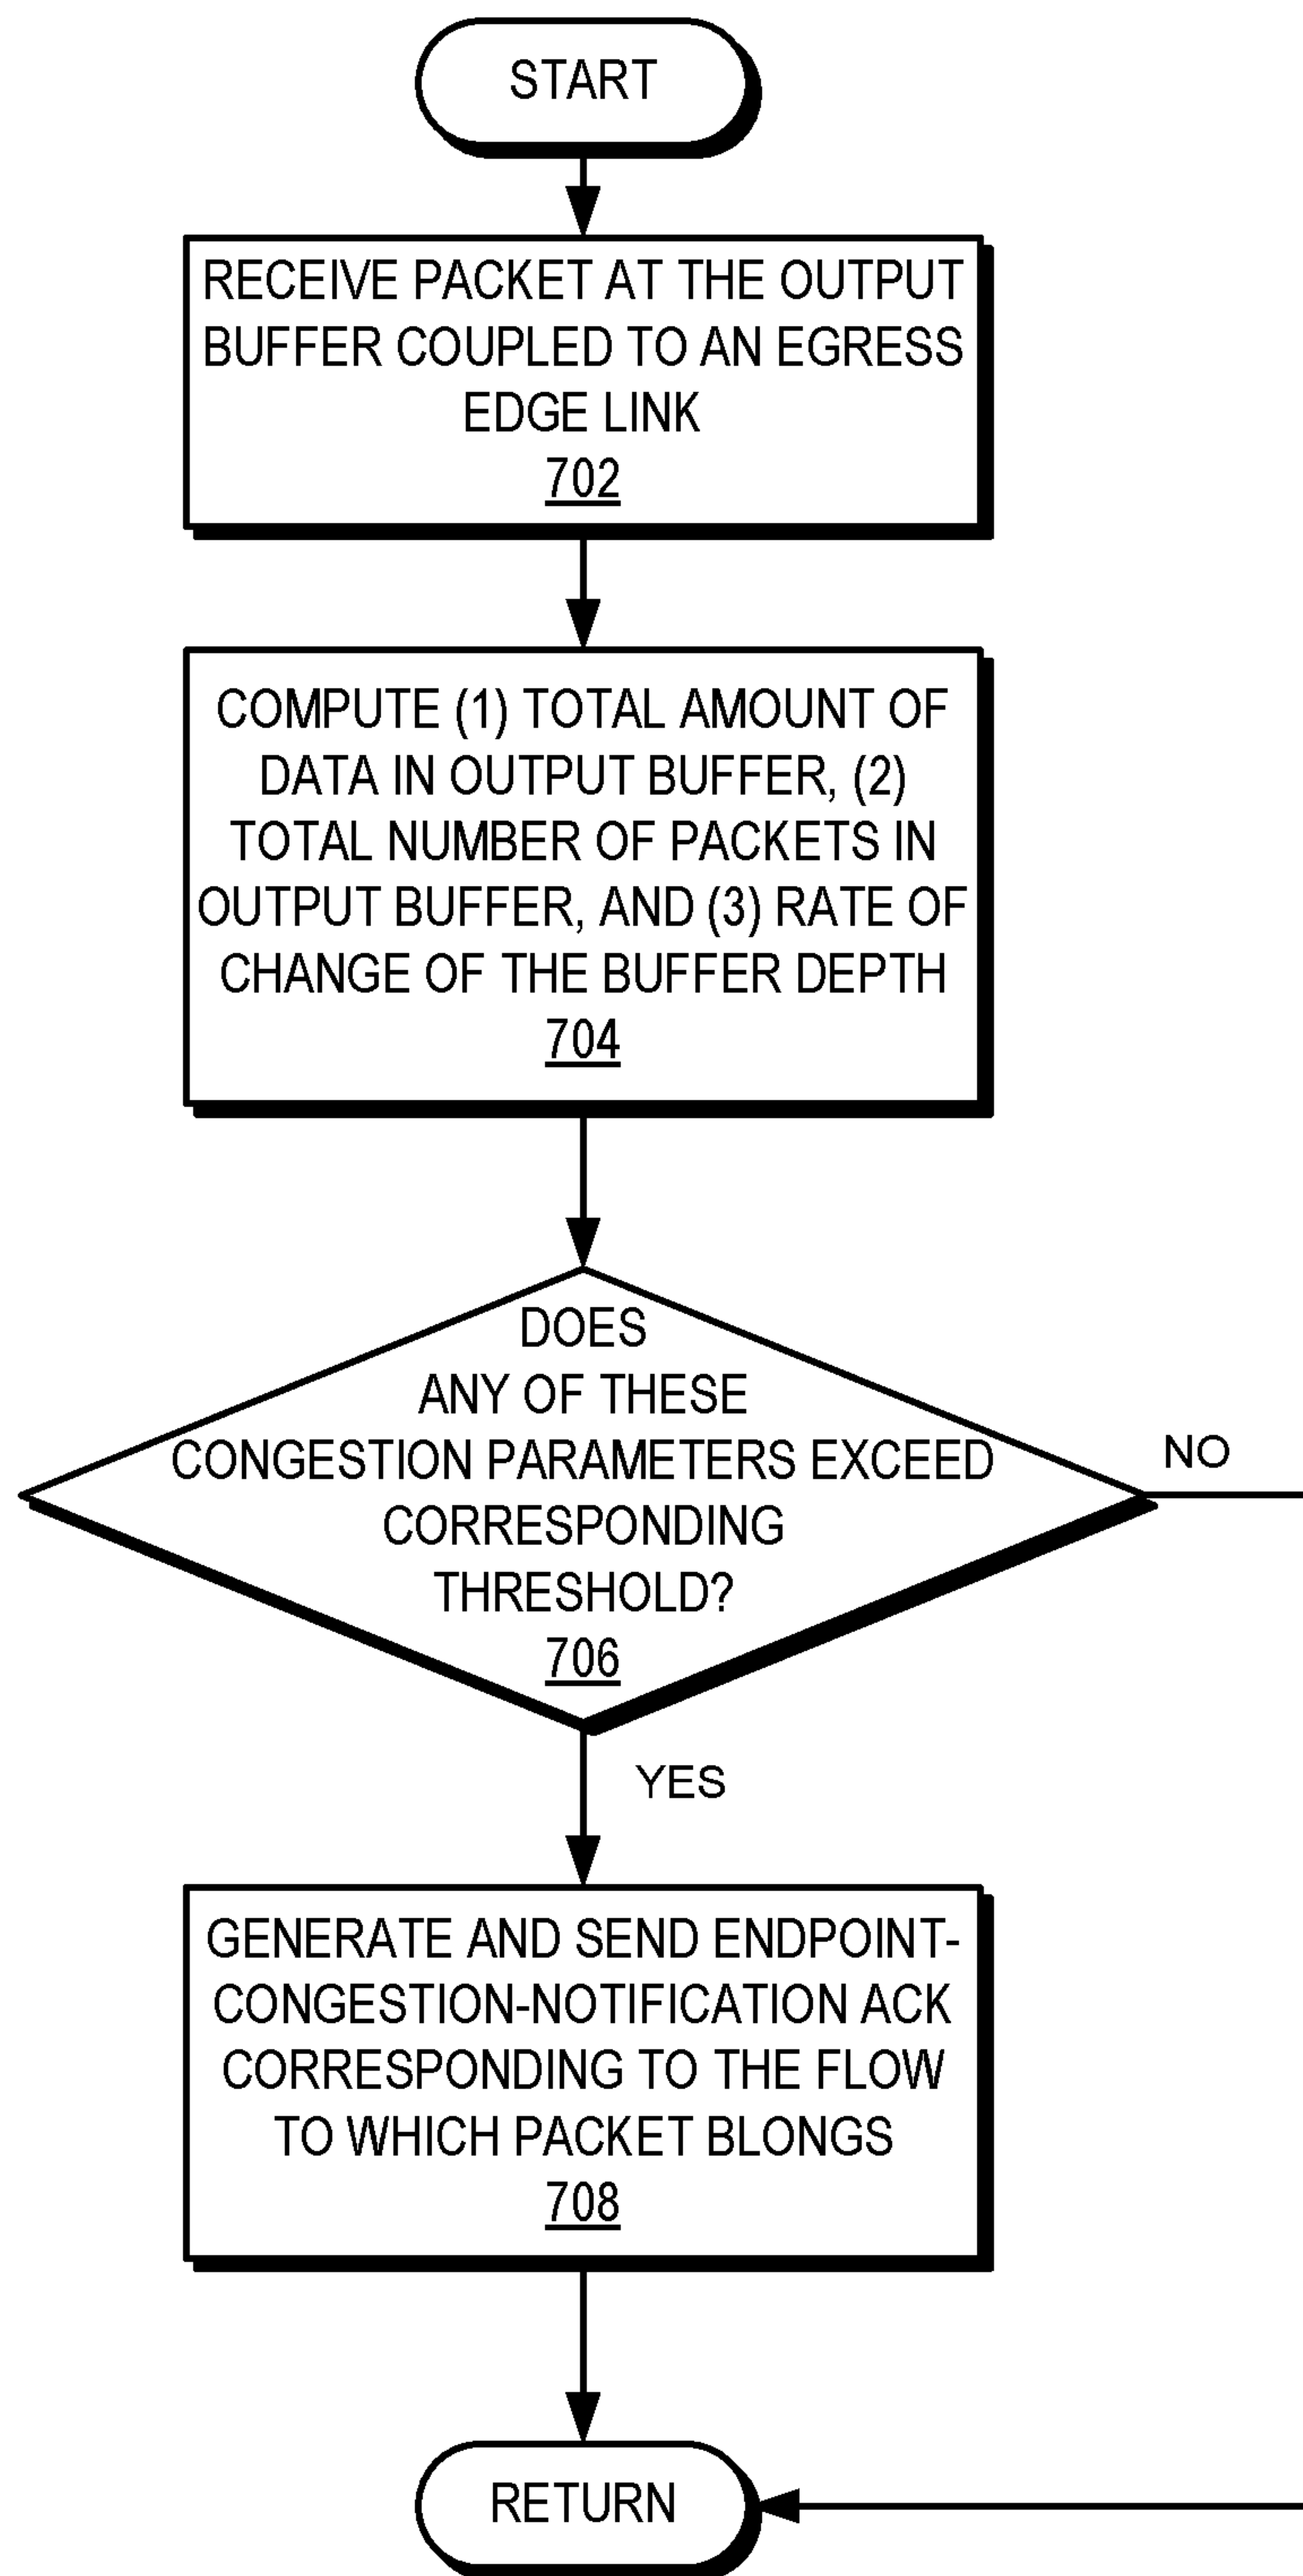 START
RECEIVE PACKET AT THE OUTPUT
BUFFER COUPLED TO AN EGRESS
EDGE LINK
702
COMPUTE (1) TOTAL AMOUNT OF
DATA IN OUTPUT BUFFER, (2)
TOTAL NUMBER OF PACKETS IN
OUTPUT BUFFER, AND (3) RATE OF
CHANGE OF THE BUFFER DEPTH
704
DOES
ANY OF THESE
CONGESTION PARAMETERS EXCEED
CORRESPONDING
THRESHOLD?
706
NO
YES
GENERATE AND SEND ENDPOINT-
CONGESTION-NOTIFICATION ACK
CORRESPONDING TO THE FLOW
TO WHICH PACKET BLONGS
708
RETURN